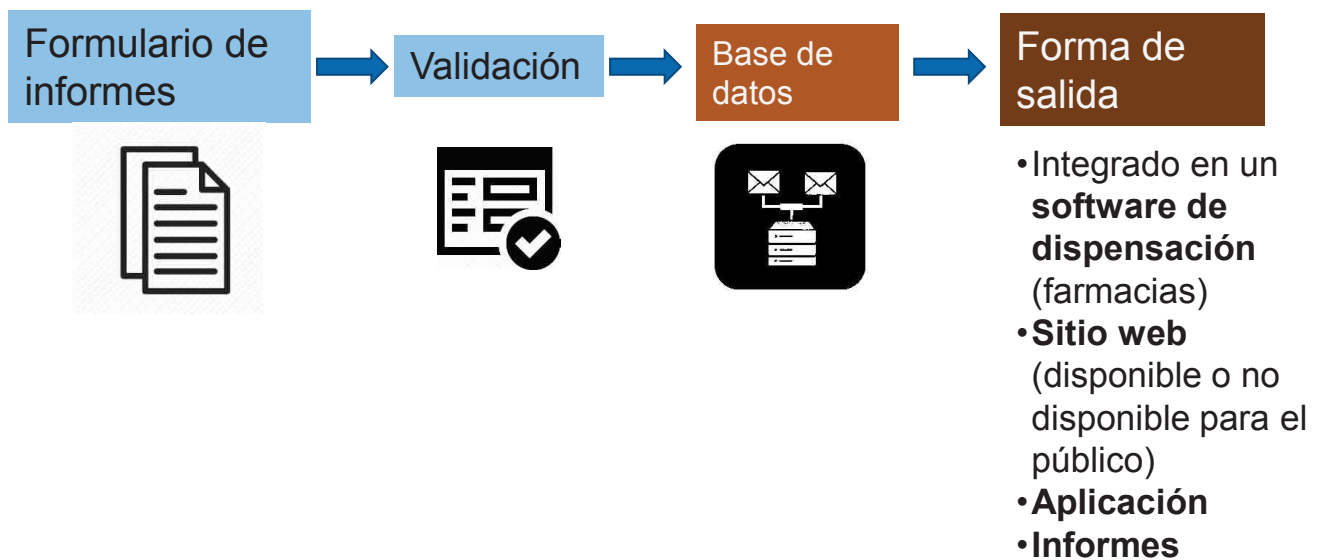 Formulario de
informes
Validación
Base de
datos
Forma de
salida
•Integrado en un
software de
dispensación
(farmacias)
•Sitio web
(disponible o no
disponible para el
público)
•Aplicación
•Informes